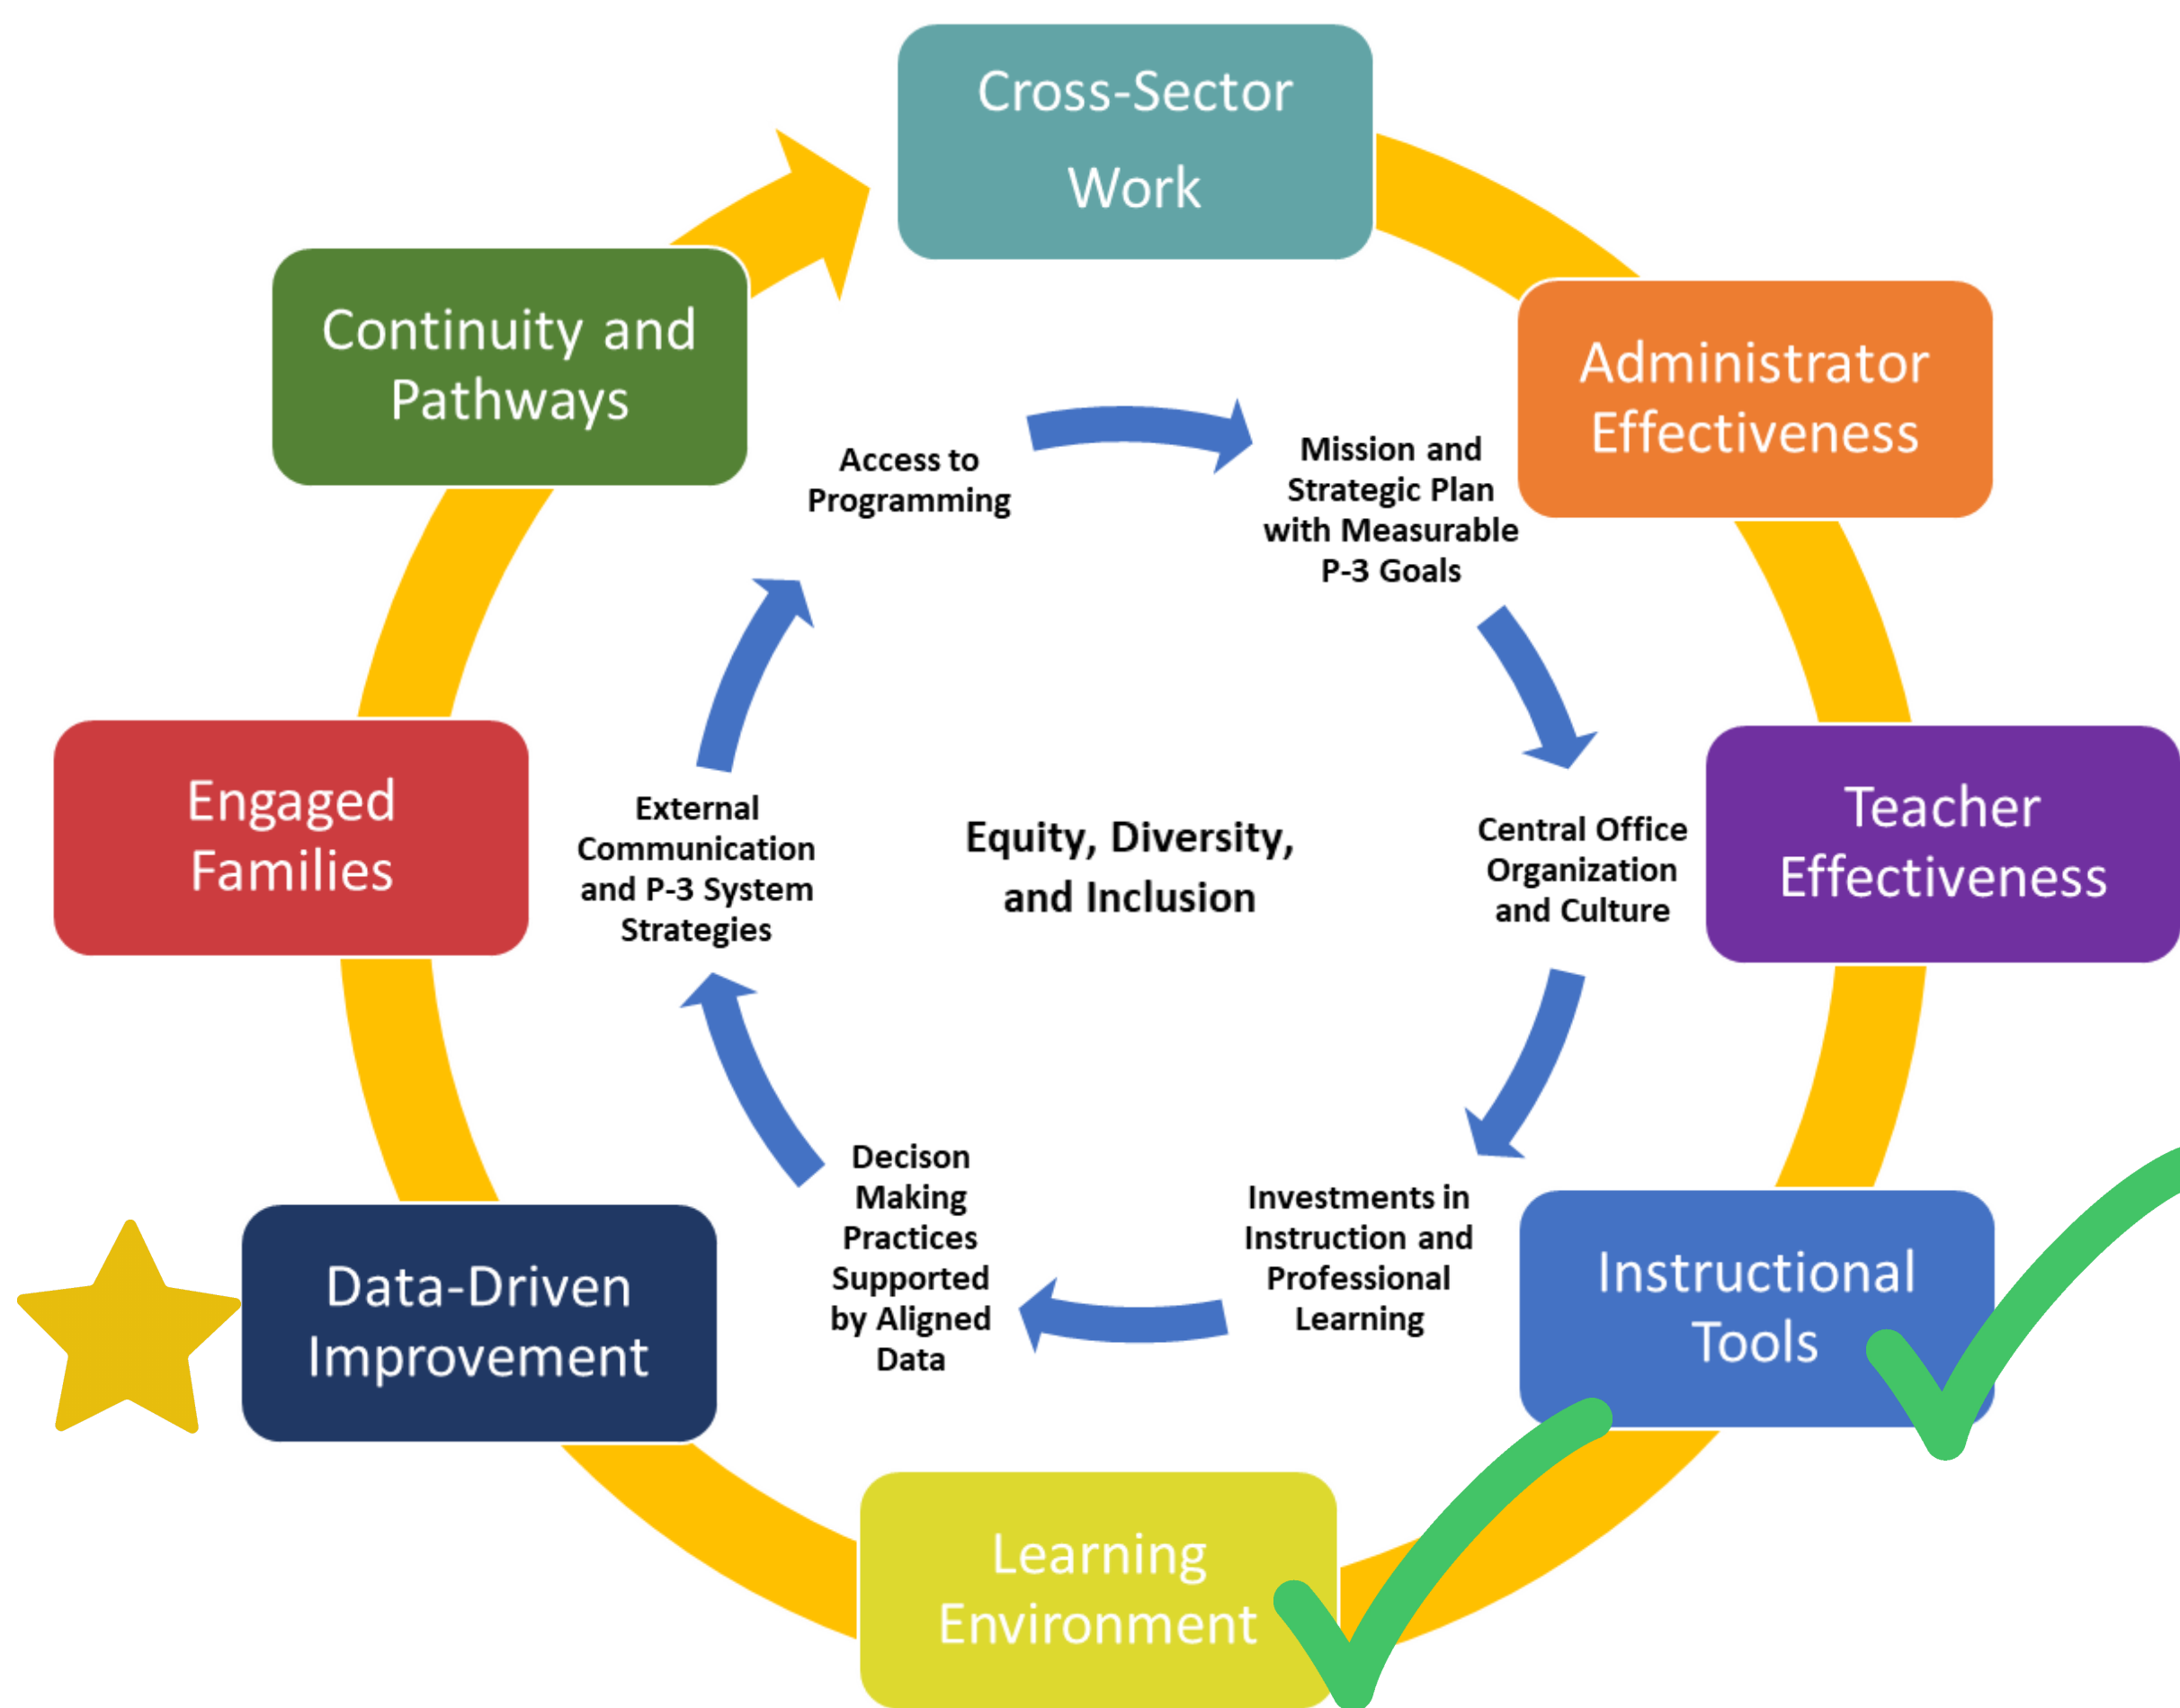 Cross-Sector
Work
Administrator
Effectiveness
Teacher
Effectiveness
Instructional
Tools
Learning
Environment
Data-Driven
Improvement
Engaged
Families
Continuity and
Pathways
Access to
Programming
Mission and
Strategic Plan
with Measurable
P-3 Goals
Central Office
Organization
and Culture
Investments in
Instruction and
Professional
Learning
Decison
Making
Practices
Supported
by Aligned
Data
External
Communication
and P-3 System
Strategies
Equity, Diversity,
and Inclusion